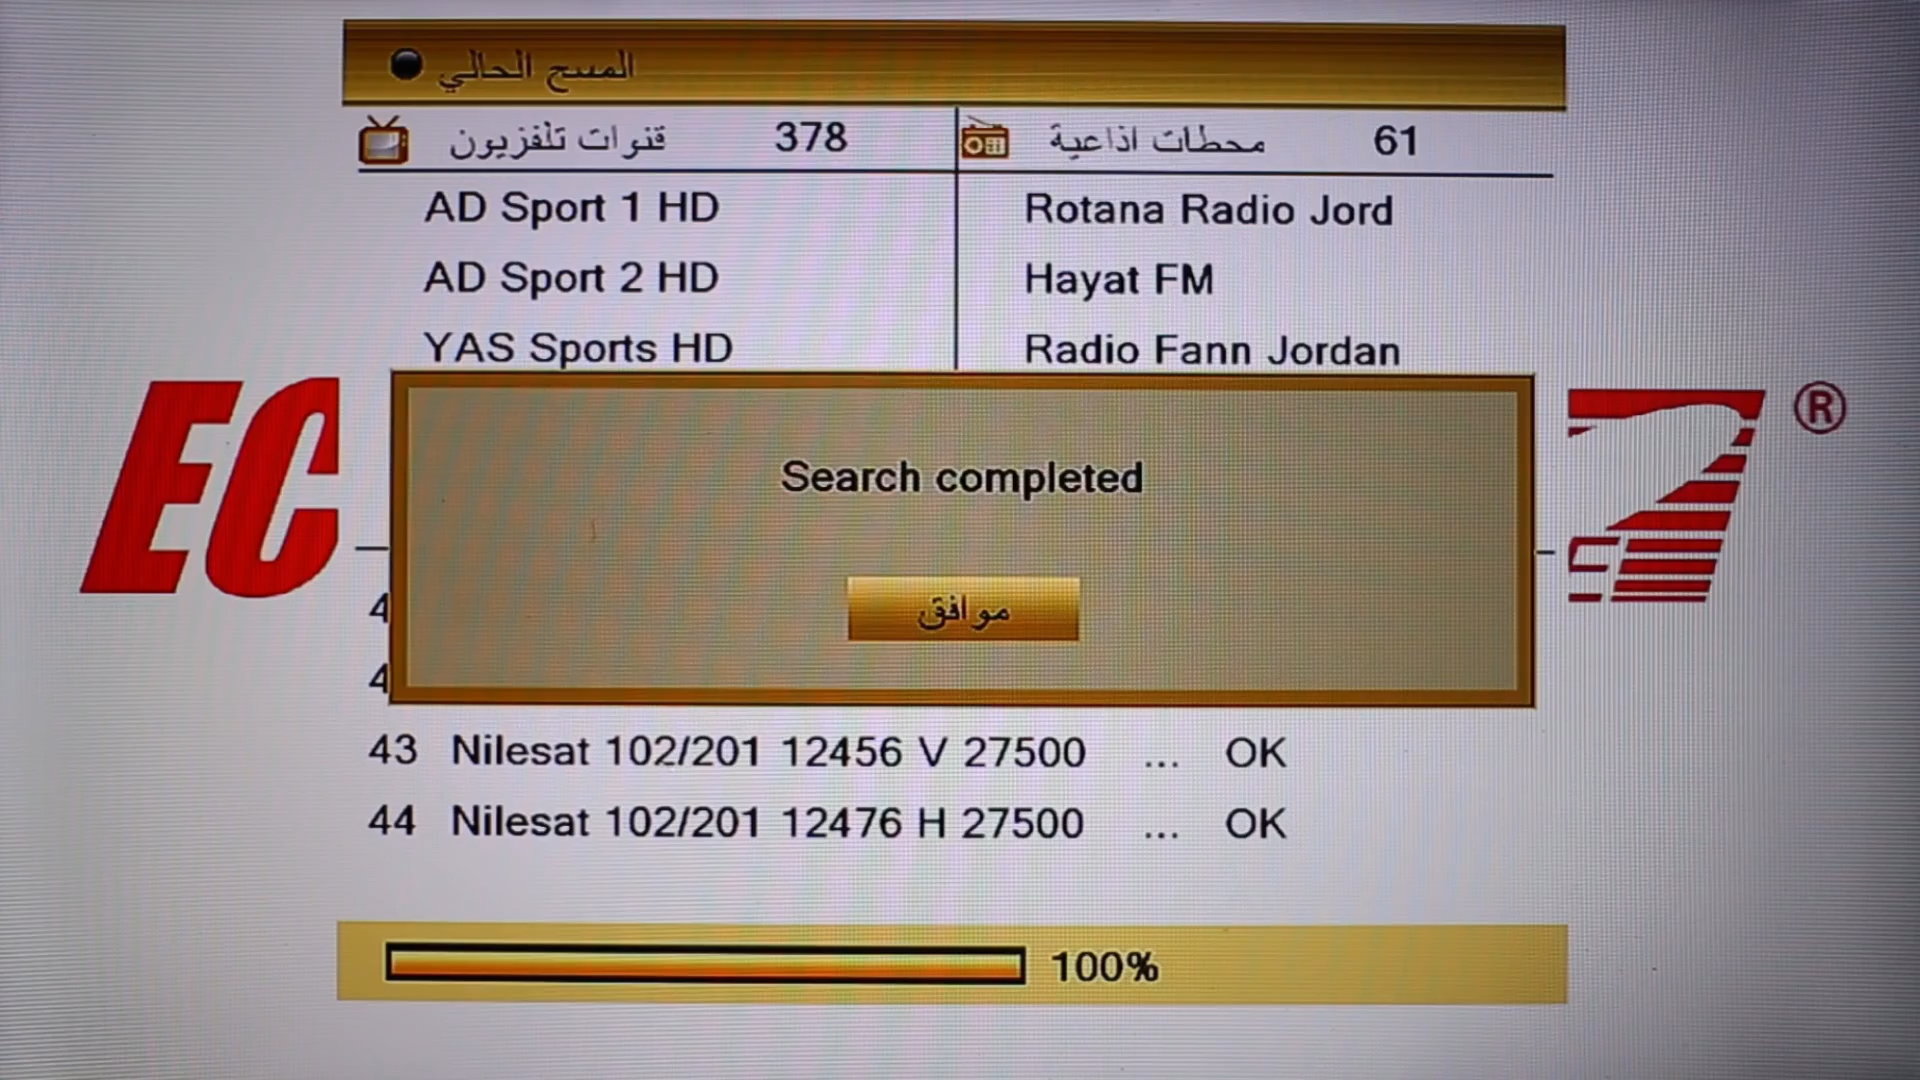 المسح الحالي
قنوات تلفزيون 378
محطات اذاعية 61
AD Sport 1 HD
Rotana Radio Jord
AD Sport 2 HD
Hayat FM
YAS Sports HD
Radio Fann Jordan
EC
®
Search completed
موافق
4
4
43 Nilesat 102/201 12456 V 27500 ... OK
44 Nilesat 102/201 12476 H 27500 ... OK
100%